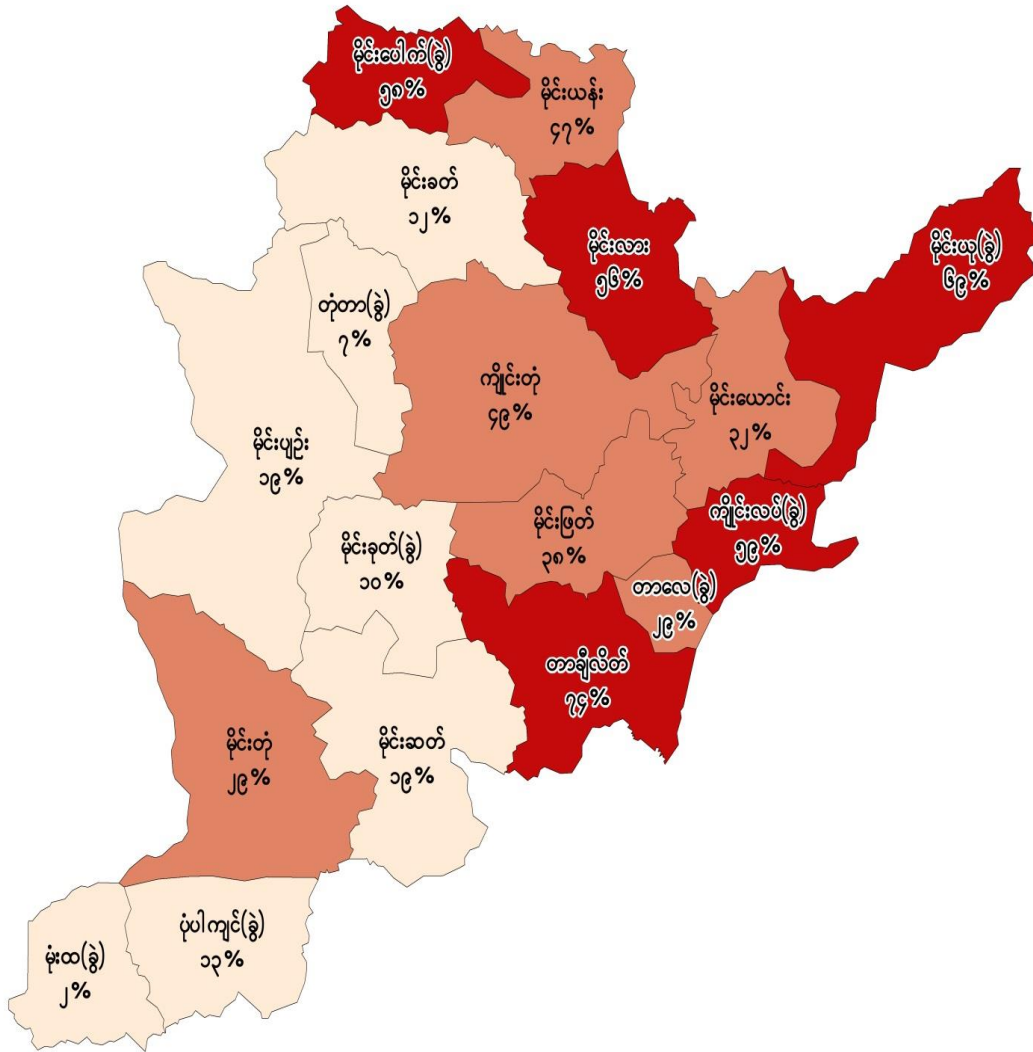 မိုင်းပေါက်(ခွဲ)
၅၈%
မိုင်းယန်း
၄၇%
မိုင်းခတ်
၁၂%
မိုင်းလား
၅၆%
မိုင်းယု(ခွဲ)
၆၉%
တုံတာ(ခွဲ)
၇%
ကျိုင်းတုံ
၄၉%
မိုင်းယောင်း
၃၂%
မိုင်းပျဉ်း
၁၉%
မိုင်းဖြတ်
၃၈%
ကျိုင်းလပ်(ခွဲ)
၅၉%
မိုင်းခုတ်(ခွဲ)
၁၀%
တာလေ(ခွဲ)
၂၉%
တာချီလိတ်
၇၄%
မိုင်းတုံ
၂၉%
မိုင်းဆတ်
၁၉%
ပုံပါကျင်(ခွဲ)
၁၃%
မုံးထ(ခွဲ)
၂%